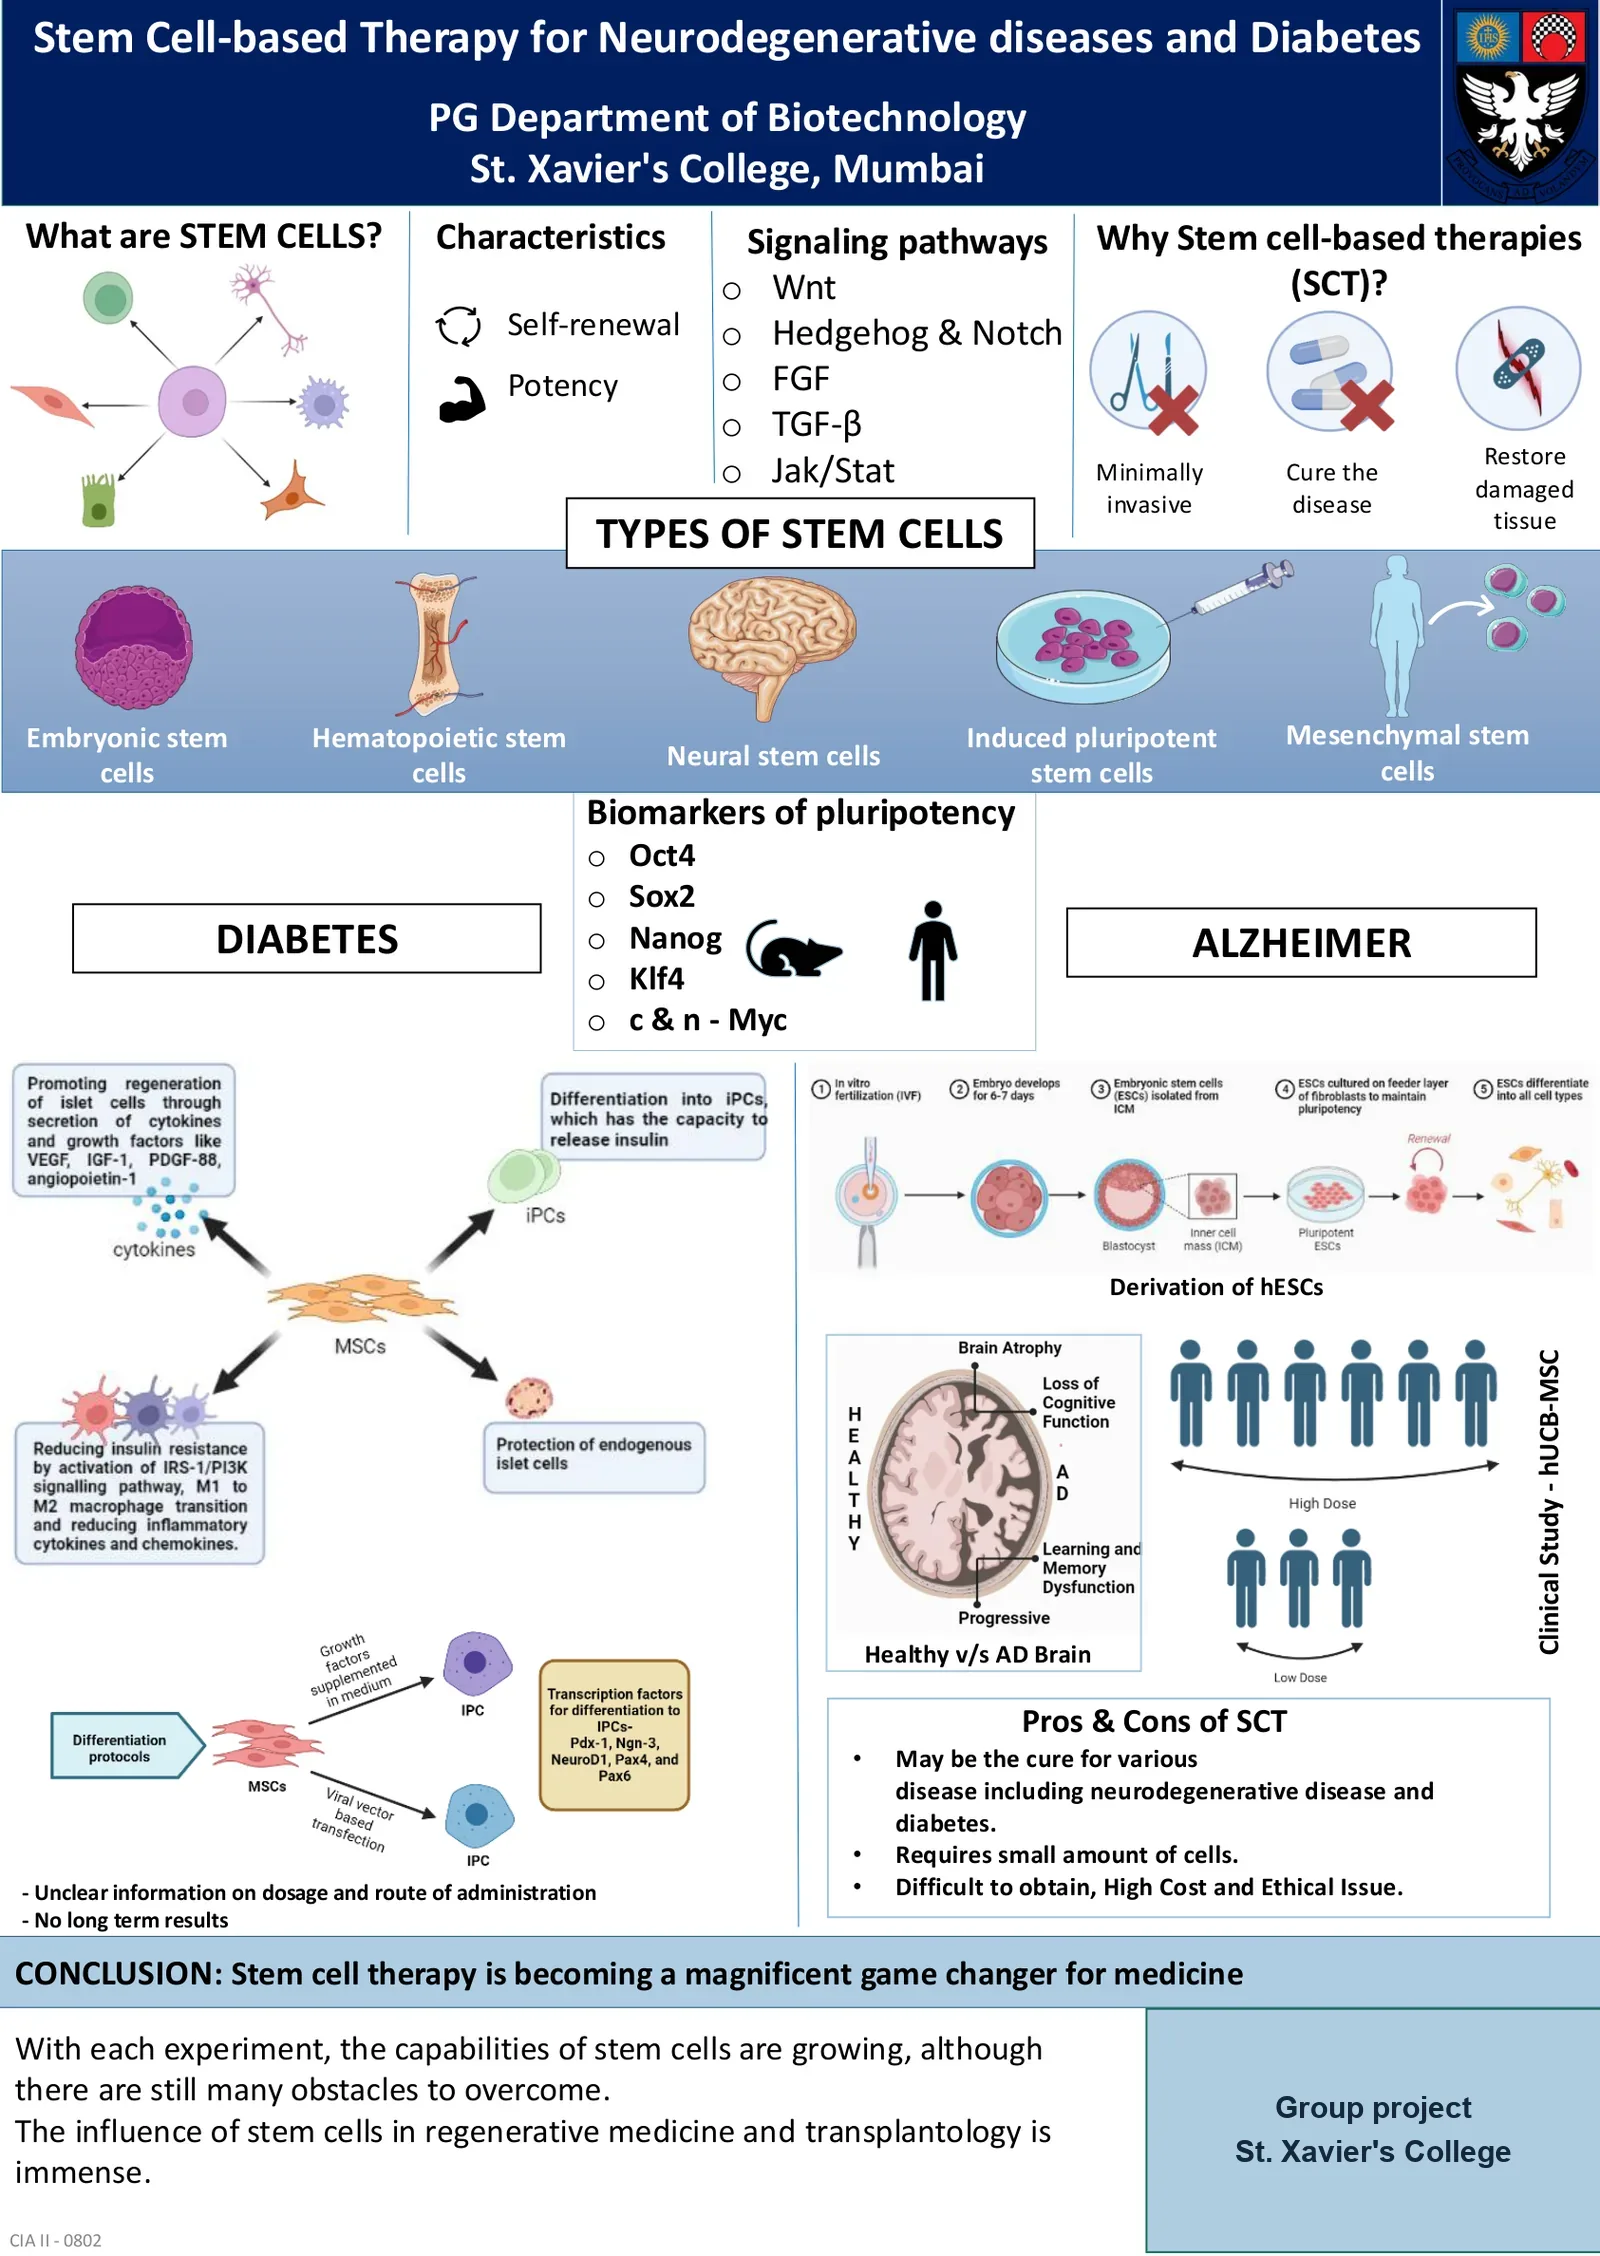 Stem Cell-based Therapy for Neurodegenerative diseases and Diabetes
PG Department of Biotechnology
St. Xavier's College, Mumbai
What are STEM CELLS?
Characteristics
Self-renewal
Potency
Signaling pathways
o Wnt
o Hedgehog & Notch
o FGF
o TGF-β
o Jak/Stat
Why Stem cell-based therapies
(SCT)?
Minimally
invasive
Cure the
disease
Restore
damaged
tissue
TYPES OF STEM CELLS
Embryonic stem
cells
Hematopoietic stem
cells
Neural stem cells
Induced pluripotent
stem cells
Mesenchymal stem
cells
Biomarkers of pluripotency
o Oct4
o Sox2
o Nanog
o Klf4
o c & n - Myc
DIABETES
ALZHEIMER
Promoting regeneration
of islet cells through
secretion of cytokines
and growth factors like
VEGF, IGF-1, PDGF-88,
angiopoietin-1
cytokines
Differentiation into iPCs,
which has the capacity to
release insulin
iPCs
MSCs
Reducing insulin resistance
by activation of IRS-1/PI3K
signalling pathway, M1 to
M2 macrophage transition
and reducing inflammatory
cytokines and chemokines.
Protection of endogenous
islet cells
Differentiation
protocols
MSCs
Growth
factors
supplemented
in medium
IPC
Viral vector
based
transfection
IPC
Transcription factors
for differentiation to
IPCs-
Pdx-1, Ngn-3,
NeuroD1, Pax4, and
Pax6
- Unclear information on dosage and route of administration
- No long term results
1 In vitro
fertilization (IVF)
2 Embryo develops
for 6-7 days
3 Embryonic stem cells
(ESCs) isolated from
ICM
4 ESCs cultured on feeder layer
of fibroblasts to maintain
pluripotency
5 ESCs differentiate
into all cell types
Renewal
Blastocyst
Inner cell
mass (ICM)
Pluripotent
ESCs
Derivation of hESCs
Brain Atrophy
Loss of
Cognitive
Function
HEALTHY
AD
Learning and
Memory
Dysfunction
Progressive
Healthy v/s AD Brain
High Dose
Low Dose
Clinical Study - hUCB-MSC
Pros & Cons of SCT
• May be the cure for various
disease including neurodegenerative disease and
diabetes.
• Requires small amount of cells.
• Difficult to obtain, High Cost and Ethical Issue.
CONCLUSION: Stem cell therapy is becoming a magnificent game changer for medicine
With each experiment, the capabilities of stem cells are growing, although
there are still many obstacles to overcome.
The influence of stem cells in regenerative medicine and transplantology is
immense.
Group project
St. Xavier's College
CIA II - 0802